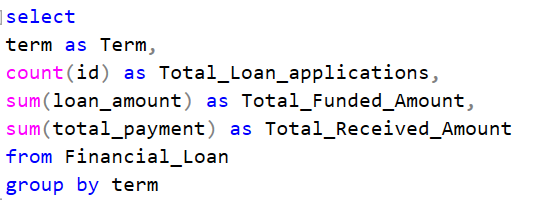 select
term as Term,
count(id) as Total_Loan_applications,
sum(loan_amount) as Total_Funded_Amount,
sum(total_payment) as Total_Received_Amount
from Financial_Loan
group by term